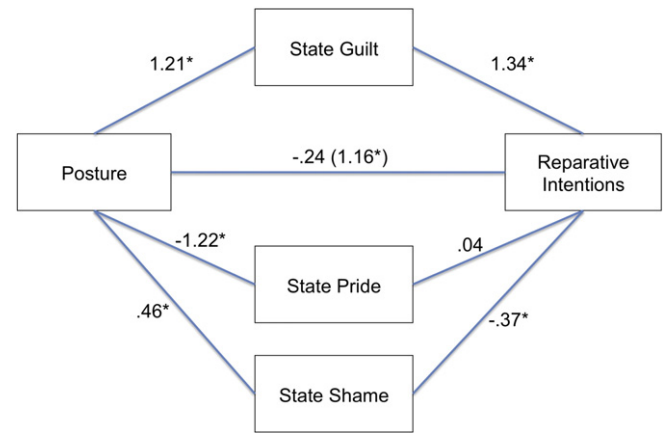 State Guilt
1.21*
1.34*
Posture
-.24 (1.16*)
Reparative
Intentions
-1.22*
.04
State Pride
.46*
-.37*
State Shame